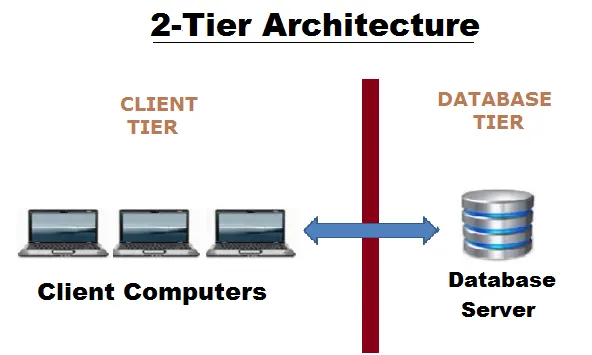 2-Tier Architecture
CLIENT
TIER
DATABASE
TIER
Client Computers
Database
Server